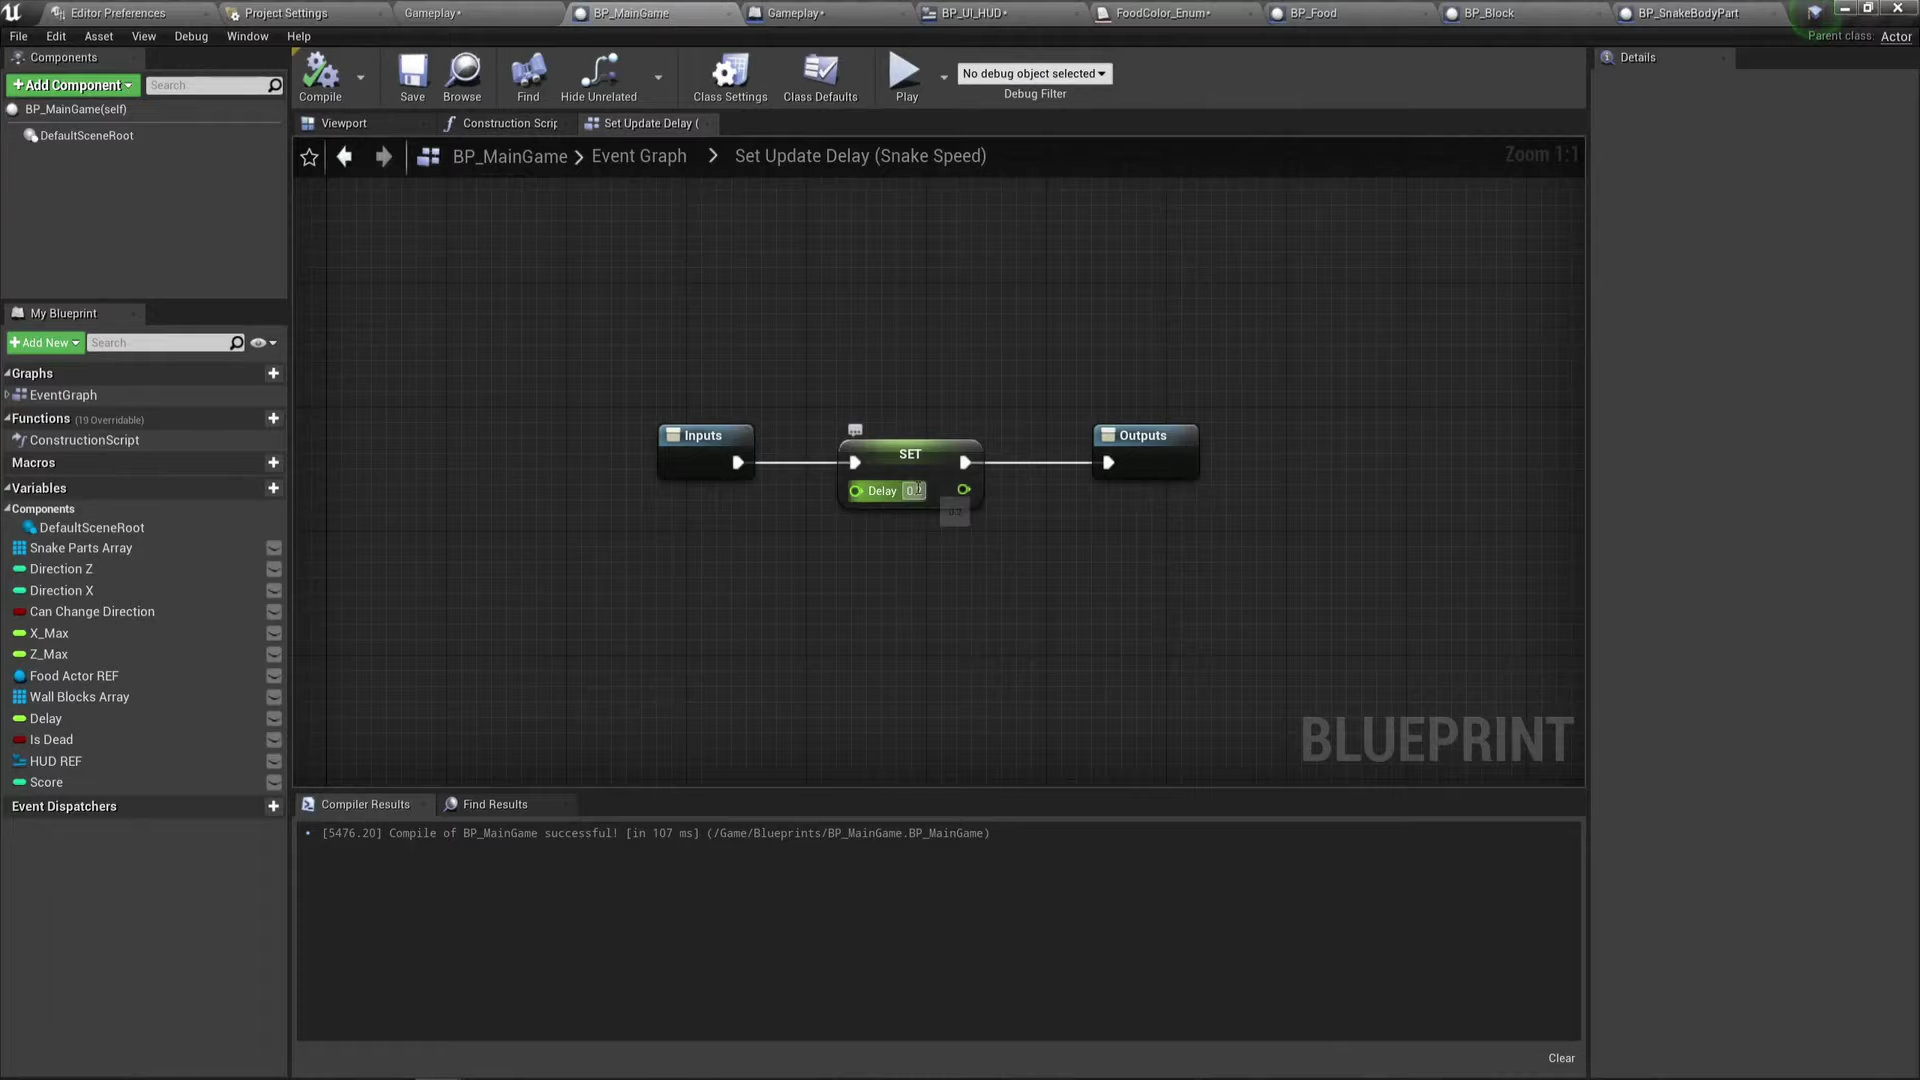 Editor Preferences
Project Settings
Gameplay*
BP_MainGame
Gameplay*
BP_UI_HUD*
FoodColor_Enum*
BP_Food
BP_Block
BP_SnakeBodyPart
File Edit Asset View Debug Window Help
Parent class: Actor
Components
+Add Component
Search
BP_MainGame(self)
DefaultSceneRoot
Compile
Save
Browse
Find
Hide Unrelated
Class Settings
Class Defaults
Play
No debug object selected
Debug Filter
Details
Viewport
Construction Scrip
Set Update Delay (
BP_MainGame > Event Graph > Set Update Delay (Snake Speed)
Zoom 1:1
My Blueprint
+Add New
Search
Graphs
EventGraph
Functions (19 Overridable)
ConstructionScript
Macros
Variables
Components
DefaultSceneRoot
Snake Parts Array
Direction Z
Direction X
Can Change Direction
X_Max
Z_Max
Food Actor REF
Wall Blocks Array
Delay
Is Dead
HUD REF
Score
Event Dispatchers
Inputs
SET
Delay
0.2
Outputs
BLUEPRINT
Compiler Results
Find Results
[5476.20] Compile of BP_MainGame successful! [in 107 ms] (/Game/Blueprints/BP_MainGame.BP_MainGame)
Clear